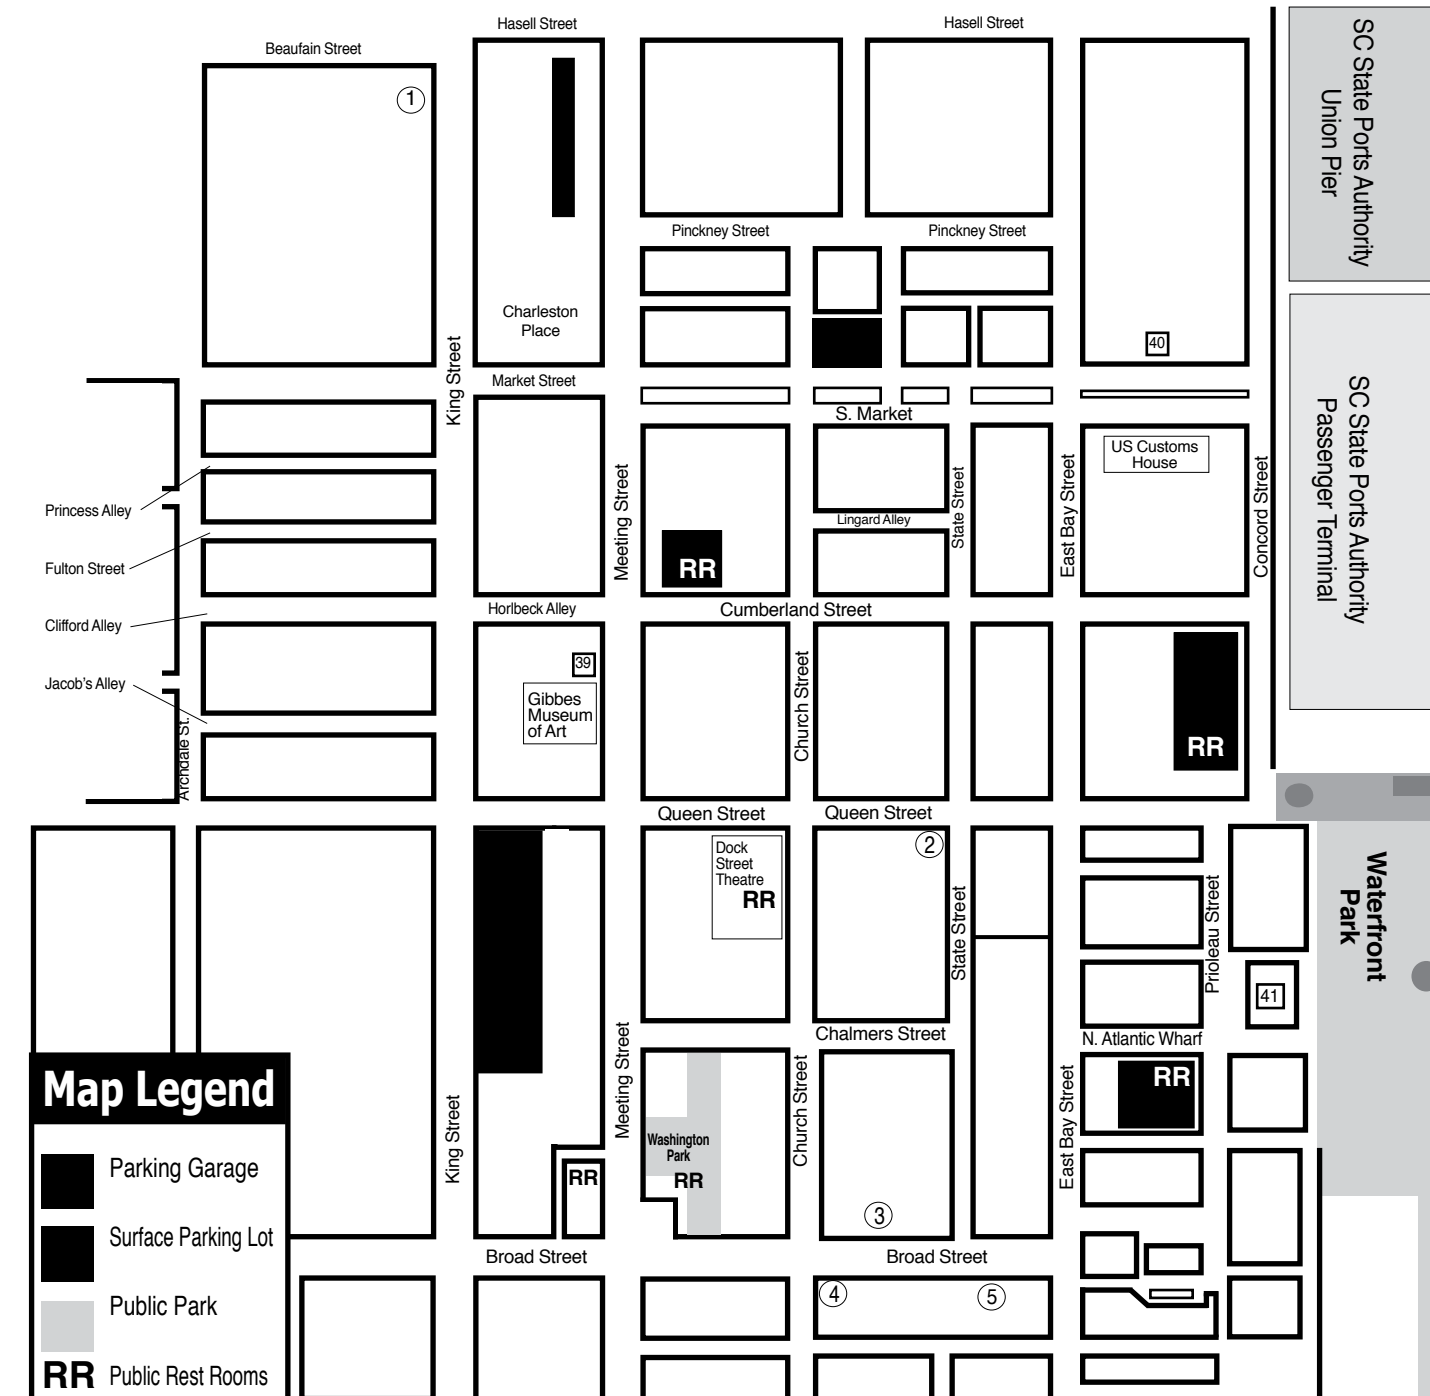 Hasell Street
Hasell Street
Beaufain Street
SC State Ports Authority
Union Pier
1
Pinckney Street
Pinckney Street
Charleston
Place
40
King Street
Market Street
S. Market
SC State Ports Authority
Passenger Terminal
US Customs
House
Meeting Street
State Street
East Bay Street
Concord Street
Princess Alley
Lingard Alley
RR
Fulton Street
Horlbeck Alley
Cumberland Street
Clifford Alley
39
Jacob's Alley
Gibbes
Museum
of Art
Church Street
Archdale St.
RR
Queen Street
Queen Street
2
Dock
Street
Theatre
RR
Waterfront
Park
State Street
Prioleau Street
41
Chalmers Street
N. Atlantic Wharf
Meeting Street
Church Street
East Bay Street
King Street
RR
Washington
Park
RR
RR
3
Broad Street
Broad Street
4
5
Map Legend
Parking Garage
Surface Parking Lot
Public Park
RR Public Rest Rooms